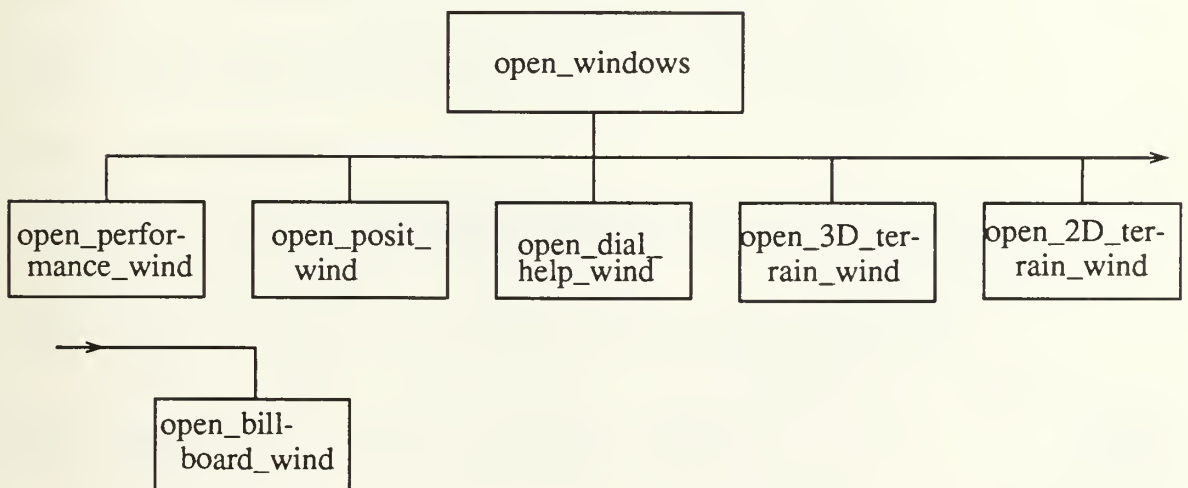 open_windows
open_perfor-
mance_wind
open_posit_
wind
open_dial_
help_wind
open_3D_ter-
rain_wind
open_2D_ter-
rain_wind
open_bill-
board_wind